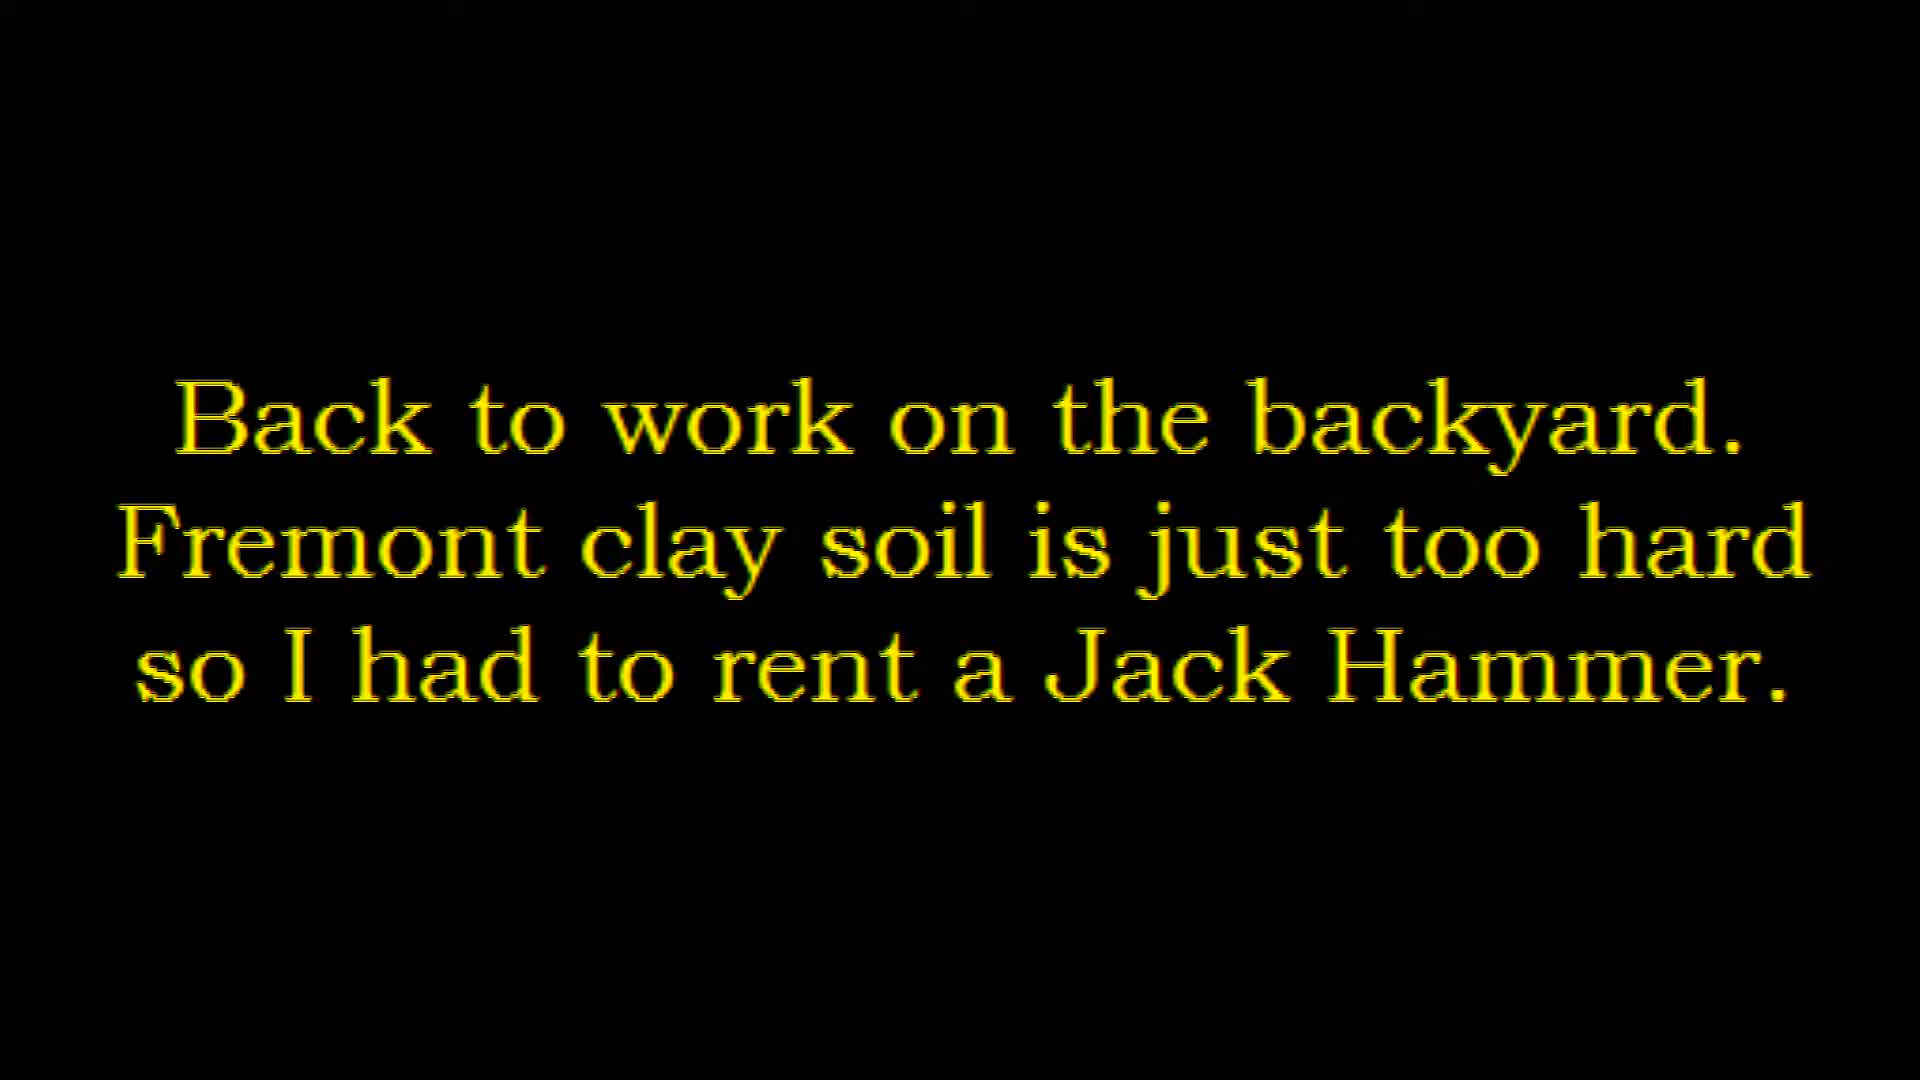 Back to work on the backyard.
Fremont clay soil is just too hard
so I had to rent a Jack Hammer.